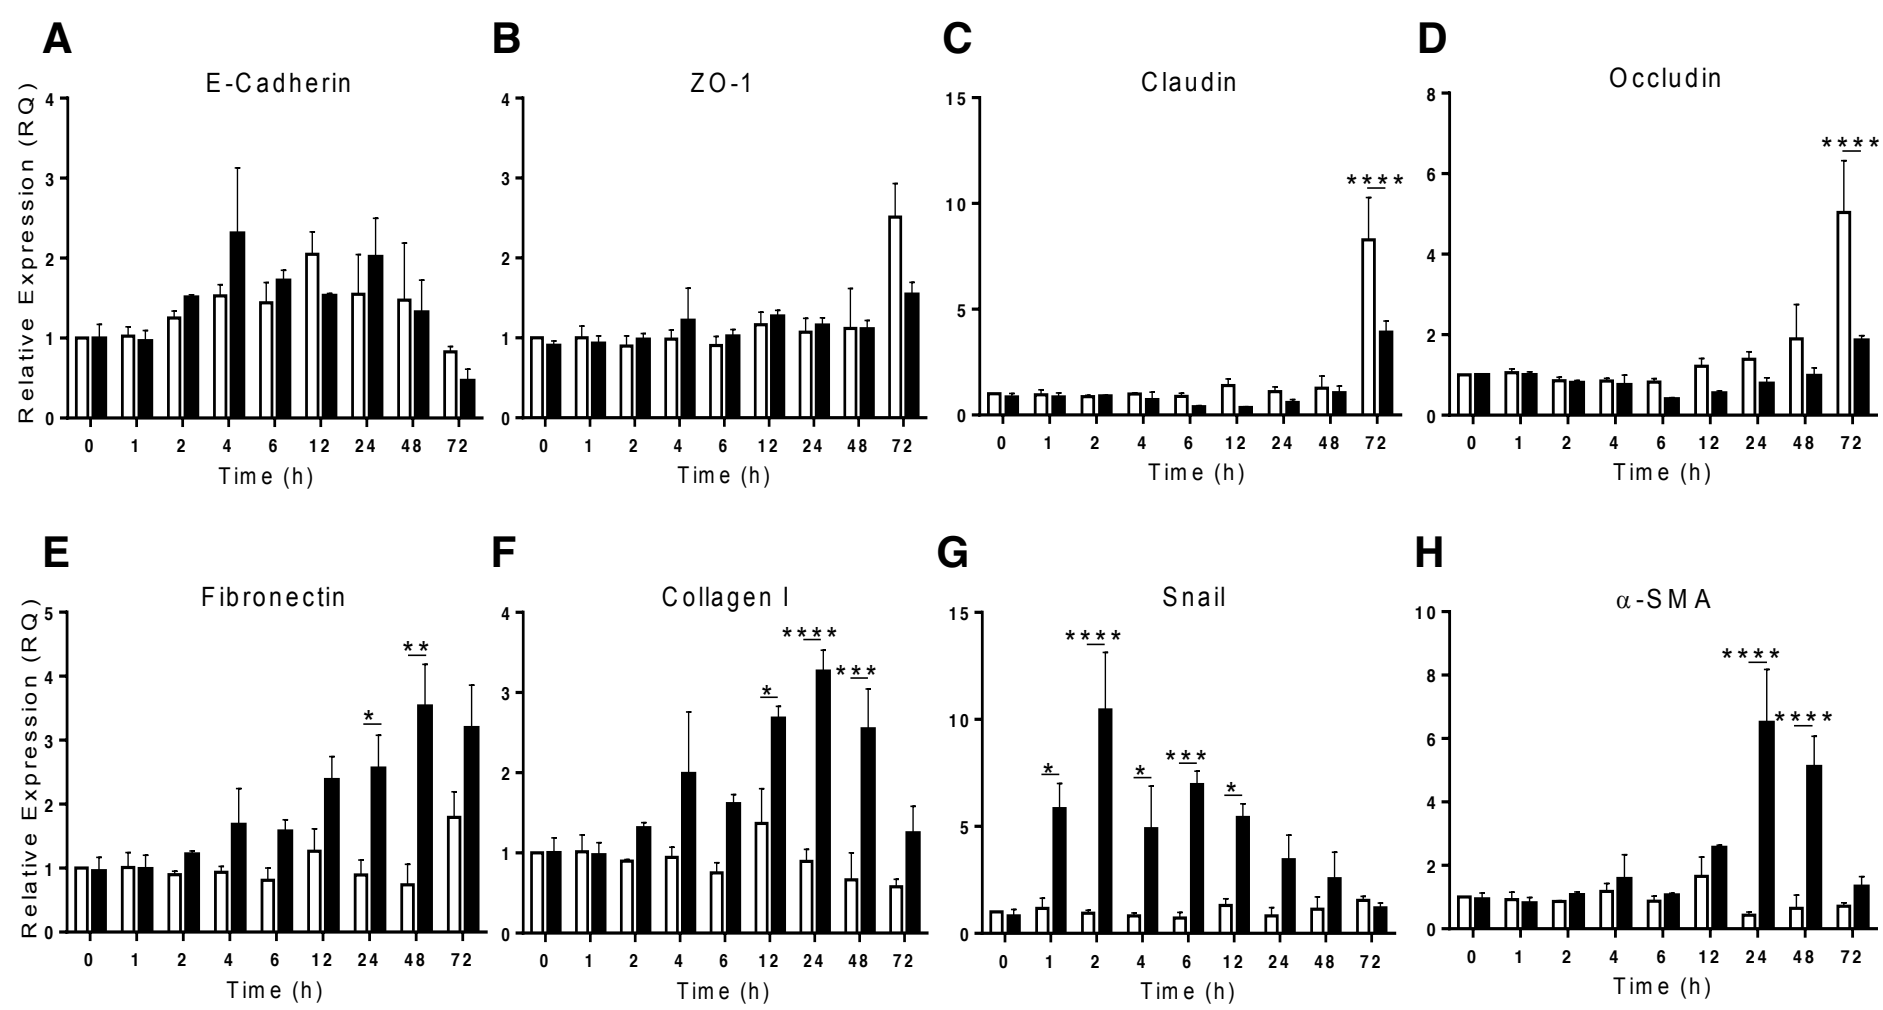 A
B
C
D
E-Cadherin
ZO-1
Claudin
Occludin
Relative Expression (RQ)
4
3
2
1
0
0 1 2 4 6 12 24 48 72
Time (h)
4
3
2
1
0
0 1 2 4 6 12 24 48 72
Time (h)
15
10
5
0
****
0 1 2 4 6 12 24 48 72
Time (h)
8
6
4
2
0
****
0 1 2 4 6 12 24 48 72
Time (h)
E
F
G
H
Fibronectin
Collagen I
Snail
α-SMA
Relative Expression (RQ)
5
4
3
2
1
0
* **
0 1 2 4 6 12 24 48 72
Time (h)
4
3
2
1
0
* **** ***
0 1 2 4 6 12 24 48 72
Time (h)
15
10
5
0
* **** * *** *
0 1 2 4 6 12 24 48 72
Time (h)
10
8
6
4
2
0
**** ****
0 1 2 4 6 12 24 48 72
Time (h)